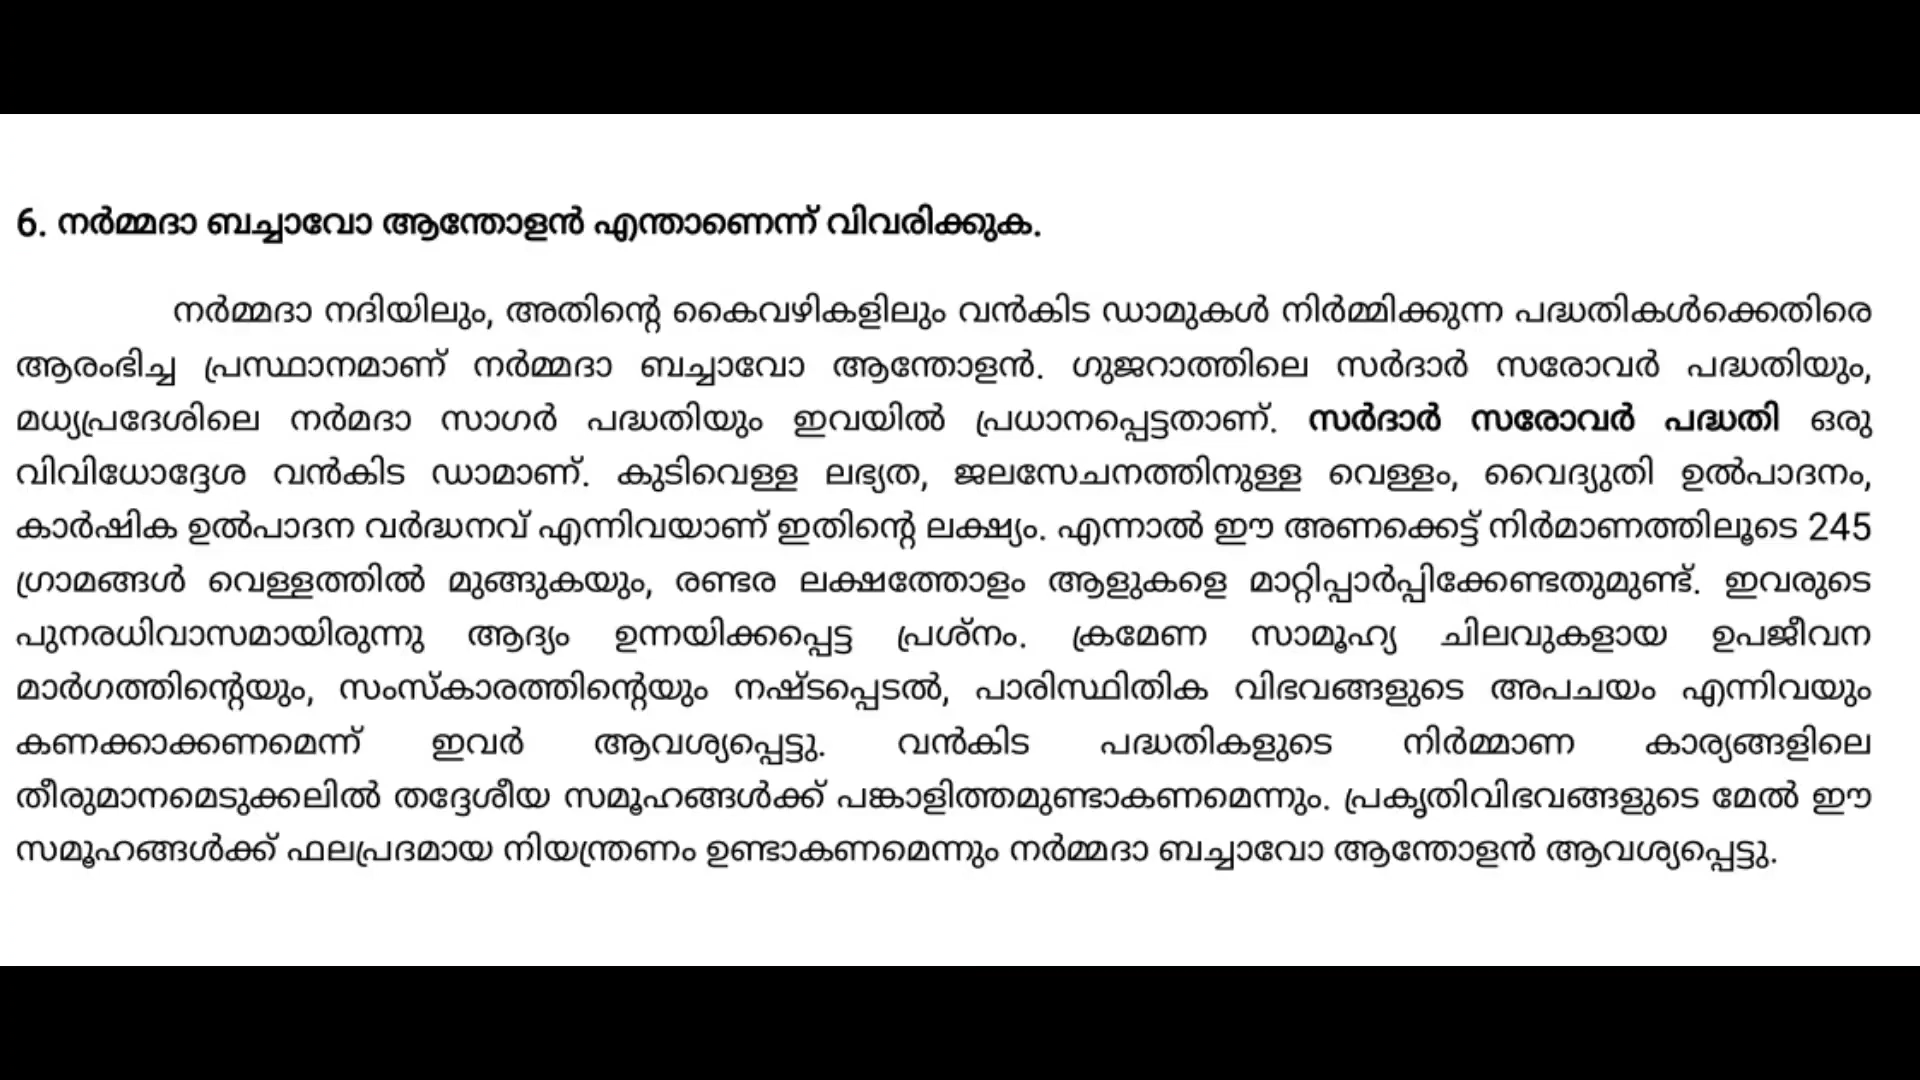 6. നർമ്മദാ ബച്ചാവോ ആന്തോളൻ എന്താണെന്ന് വിവരിക്കുക.
നർമ്മദാ നദിയിലും, അതിന്റെ കൈവഴികളിലും വൻകിട ഡാമുകൾ നിർമ്മിക്കുന്ന പദ്ധതികൾക്കെതിരെ
ആരംഭിച്ച പ്രസ്ഥാനമാണ് നർമ്മദാ ബച്ചാവോ ആന്തോളൻ. ഗുജറാത്തിലെ സർദാർ സരോവർ പദ്ധതിയും,
മധ്യപ്രദേശിലെ നർമദാ സാഗർ പദ്ധതിയും ഇവയിൽ പ്രധാനപ്പെട്ടതാണ്. സർദാർ സരോവർ പദ്ധതി ഒരു
വിവിധോദ്ദേശ വൻകിട ഡാമാണ്. കുടിവെള്ള ലഭ്യത, ജലസേചനത്തിനുള്ള വെള്ളം, വൈദ്യുതി ഉൽപാദനം,
കാർഷിക ഉൽപാദന വർദ്ധനവ് എന്നിവയാണ് ഇതിന്റെ ലക്ഷ്യം. എന്നാൽ ഈ അണക്കെട്ട് നിർമാണത്തിലൂടെ 245
ഗ്രാമങ്ങൾ വെള്ളത്തിൽ മുങ്ങുകയും, രണ്ടര ലക്ഷത്തോളം ആളുകളെ മാറ്റിപ്പാർപ്പിക്കേണ്ടതുമുണ്ട്. ഇവരുടെ
പുനരധിവാസമായിരുന്നു ആദ്യം ഉന്നയിക്കപ്പെട്ട പ്രശ്നം. ക്രമേണ സാമൂഹ്യ ചിലവുകളായ ഉപജീവന
മാർഗത്തിന്റെയും, സംസ്കാരത്തിന്റെയും നഷ്ടപ്പെടൽ, പാരിസ്ഥിതിക വിഭവങ്ങളുടെ അപചയം എന്നിവയും
കണക്കാക്കണമെന്ന് ഇവർ ആവശ്യപ്പെട്ടു. വൻകിട പദ്ധതികളുടെ നിർമ്മാണ കാര്യങ്ങളിലെ
തീരുമാനമെടുക്കലിൽ തദ്ദേശീയ സമൂഹങ്ങൾക്ക് പങ്കാളിത്തമുണ്ടാകണമെന്നും. പ്രകൃതിവിഭവങ്ങളുടെ മേൽ ഈ
സമൂഹങ്ങൾക്ക് ഫലപ്രദമായ നിയന്ത്രണം ഉണ്ടാകണമെന്നും നർമ്മദാ ബച്ചാവോ ആന്തോളൻ ആവശ്യപ്പെട്ടു.